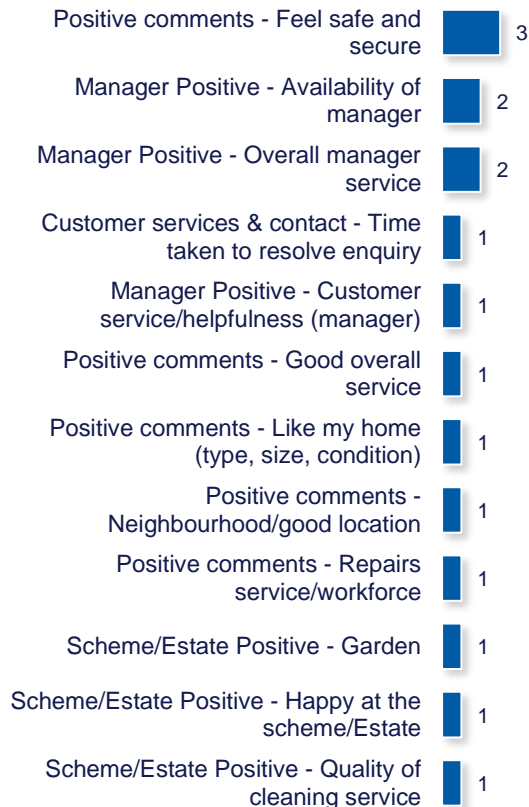 Positive comments - Feel safe and
secure
3
Manager Positive - Availability of
manager
2
Manager Positive - Overall manager
service
2
Customer services & contact - Time
taken to resolve enquiry
1
Manager Positive - Customer
service/helpfulness (manager)
1
Positive comments - Good overall
service
1
Positive comments - Like my home
(type, size, condition)
1
Positive comments -
Neighbourhood/good location
1
Positive comments - Repairs
service/workforce
1
Scheme/Estate Positive - Garden
1
Scheme/Estate Positive - Happy at the
scheme/Estate
1
Scheme/Estate Positive - Quality of
cleaning service
1